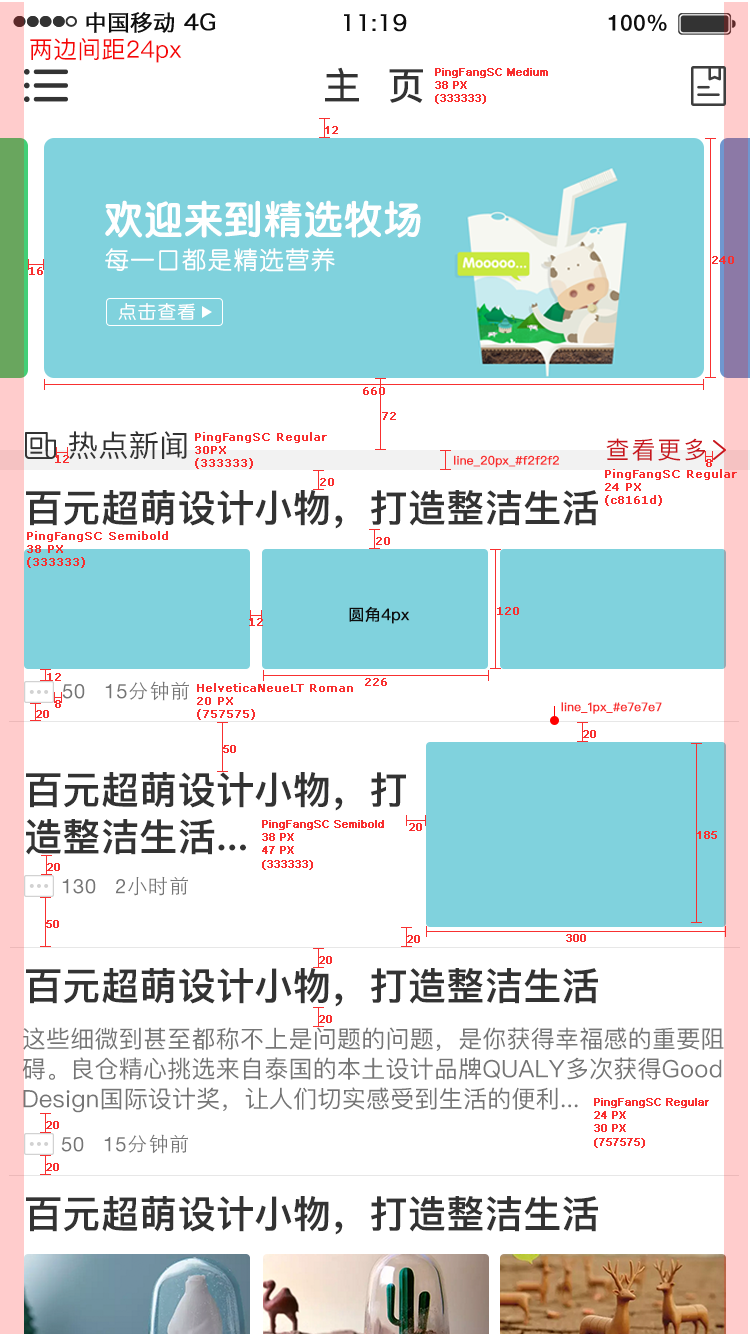 中国移动 4G 11:19 100%
两边间距24px
主 页
PingFangSC Medium
38 PX
(333333)
12
欢迎来到精选牧场
每一口都是精选营养
Mooooo...
点击查看
16
240
660
72
热点新闻
12
PingFangSC Regular
30PX
(333333)
line_20px_#f2f2f2
查看更多
8
PingFangSC Regular
24 PX
(c8161d)
20
百元超萌设计小物，打造整洁生活
PingFangSC Semibold
38 PX
(333333)
20
12
圆角4px
120
226
12
50 15分钟前
8
20
HelveticaNeueLT Roman
20 PX
(757575)
line_1px_#e7e7e7
50
20
百元超萌设计小物，打
造整洁生活...
PingFangSC Semibold
38 PX
47 PX
(333333)
20
185
20
130 2小时前
50
20
300
20
百元超萌设计小物，打造整洁生活
20
这些细微到甚至都称不上是问题的问题，是你获得幸福感的重要阻
碍。良仓精心挑选来自泰国的本土设计品牌QUALY多次获得Good
Design国际设计奖，让人们切实感受到生活的便利...
PingFangSC Regular
24 PX
30 PX
(757575)
20
50 15分钟前
20
百元超萌设计小物，打造整洁生活